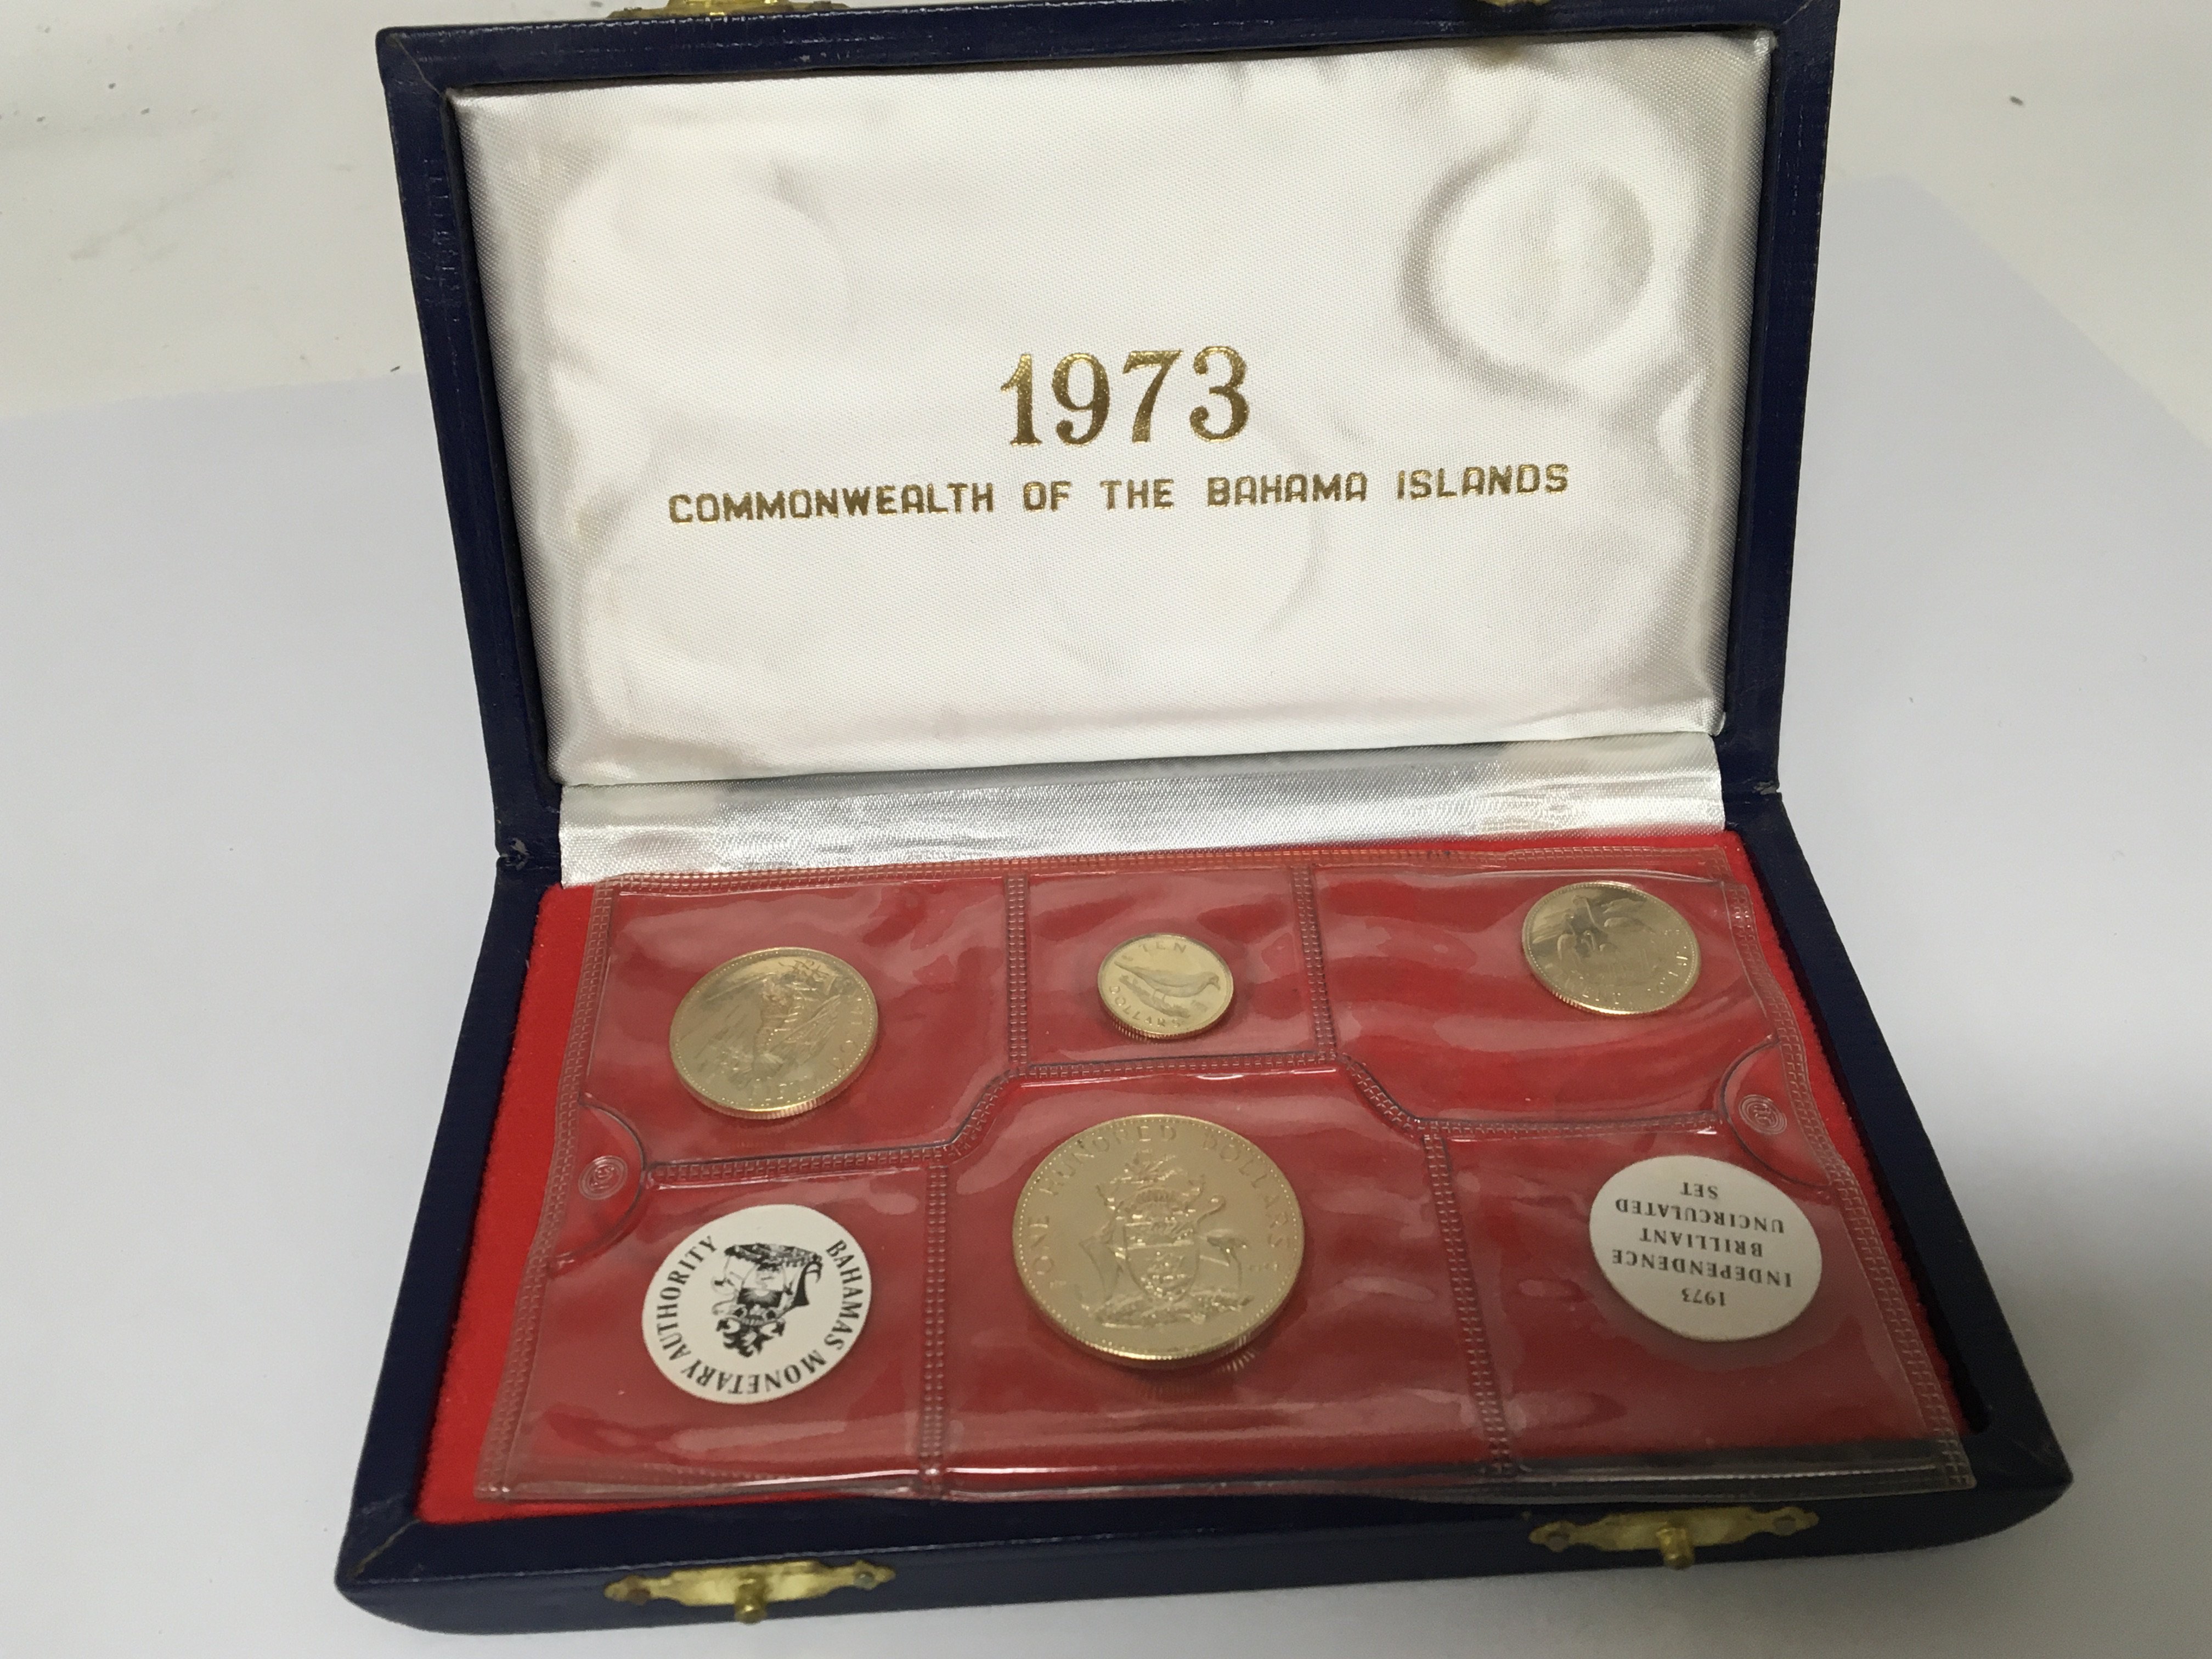 1973
COMMONWEALTH OF THE BAHAMA ISLANDS
TEN
DOLLARS
ONE HUNDRED DOLLARS
BAHAMAS MONETARY AUTHORITY
1973
INDEPENDENCE
BRILLIANT
UNCIRCULATED
SET